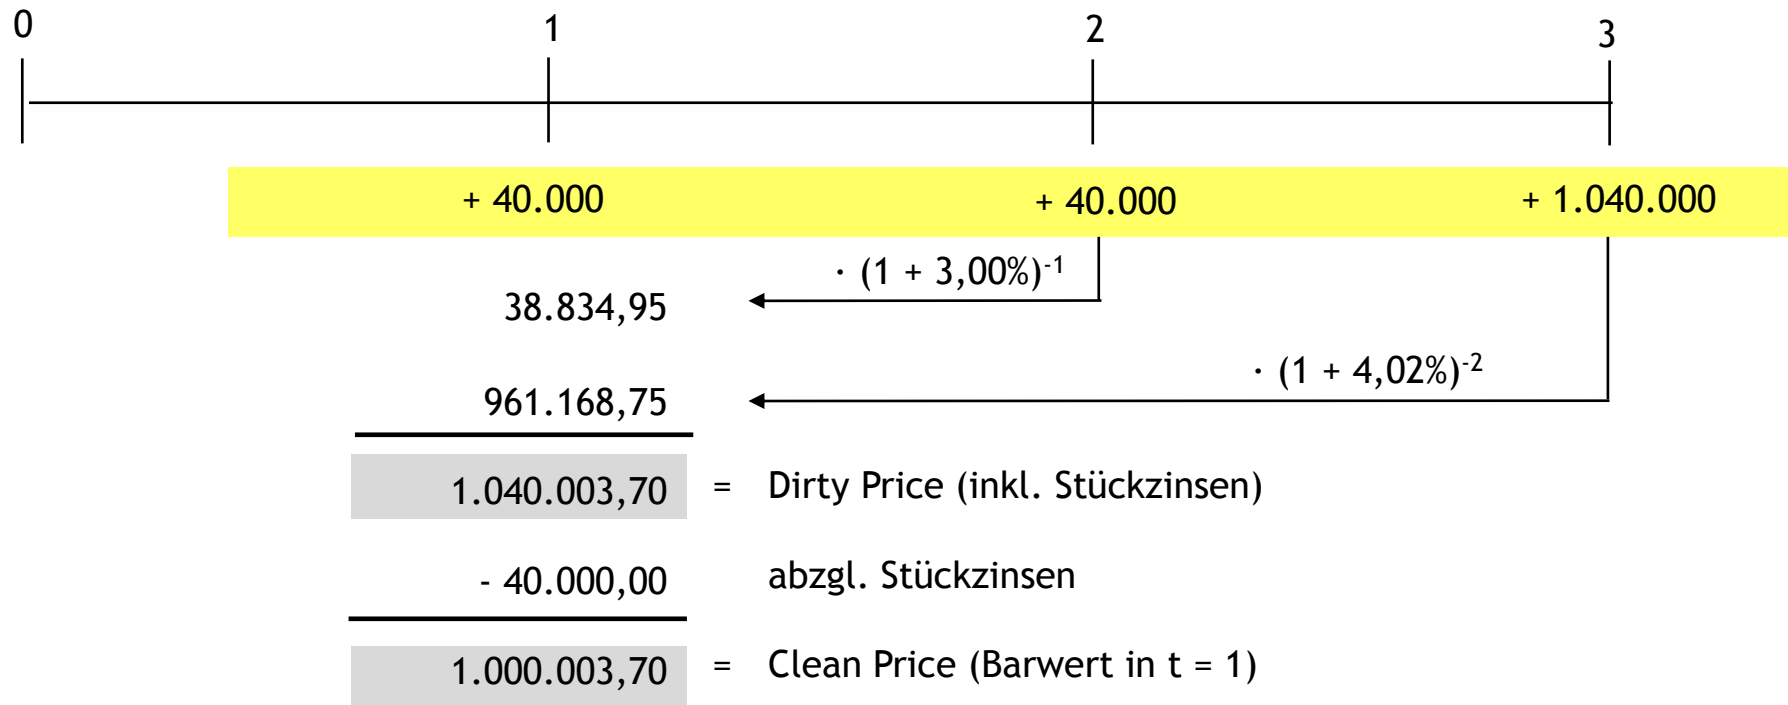 0 1 2 3
+ 40.000 + 40.000 + 1.040.000
· (1 + 3,00%)⁻¹
38.834,95
· (1 + 4,02%)⁻²
961.168,75
1.040.003,70 = Dirty Price (inkl. Stückzinsen)
- 40.000,00 abzgl. Stückzinsen
1.000.003,70 = Clean Price (Barwert in t = 1)